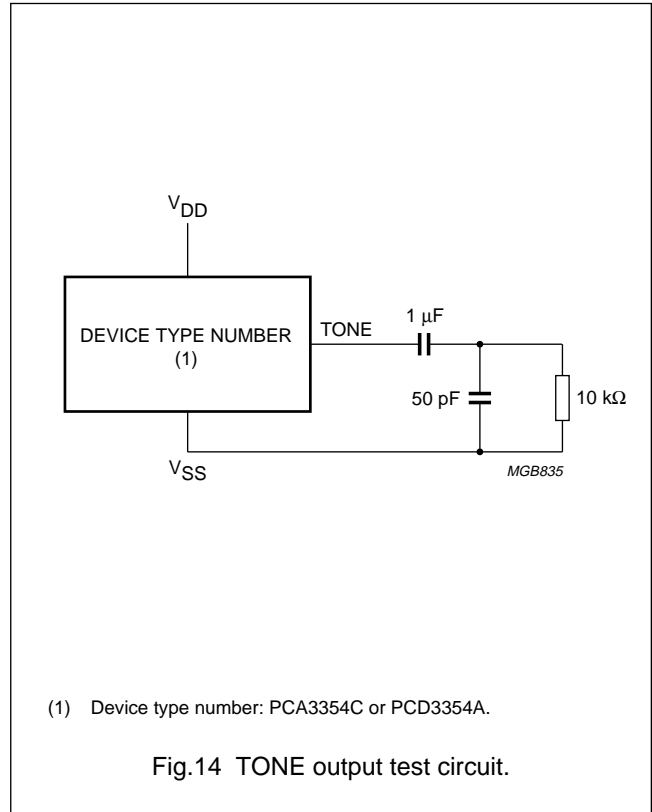 VDD
DEVICE TYPE NUMBER
(1)
TONE
1 μF
50 pF
10 kΩ
VSS
MGB835
(1) Device type number: PCA3354C or PCD3354A.
Fig.14 TONE output test circuit.